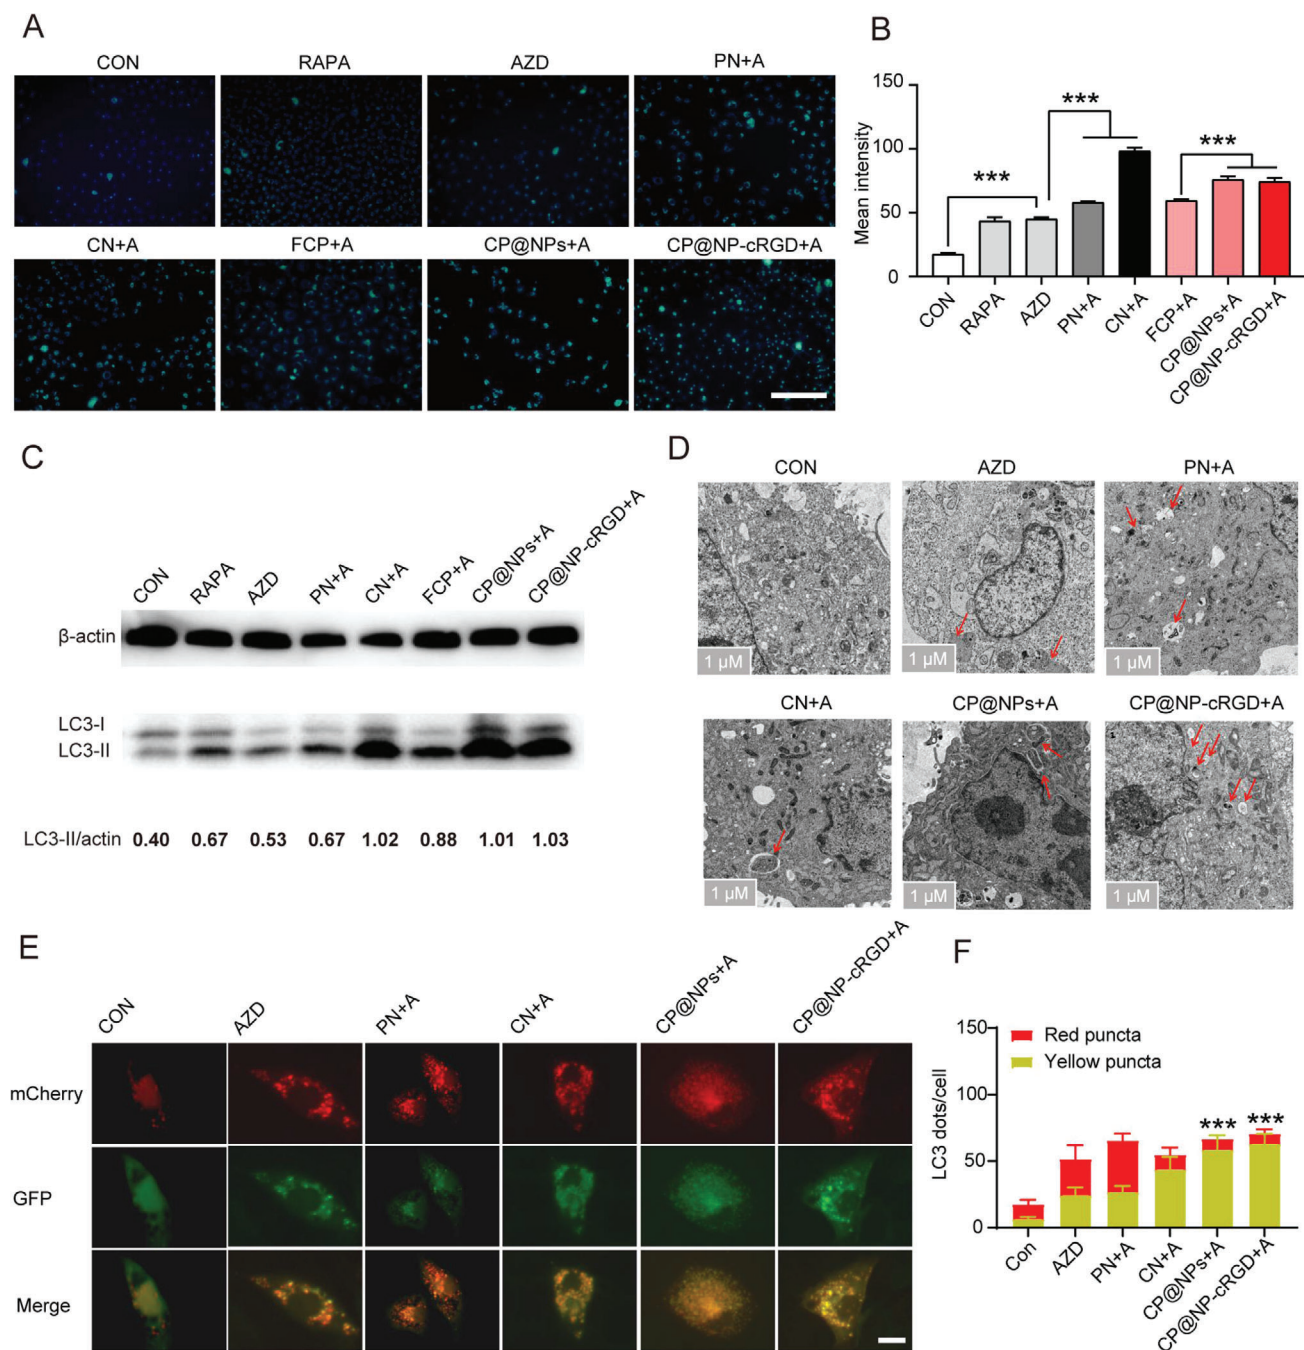 A
CON
RAPA
AZD
PN+A
CN+A
FCP+A
CP@NPs+A
CP@NP-cRGD+A
B
***
***
***
150
100
50
0
Mean intensity
CON
RAPA
AZD
PN+A
CN+A
FCP+A
CP@NPs+A
CP@NP-cRGD+A
C
CON
RAPA
AZD
PN+A
CN+A
FCP+A
CP@NPs+A
CP@NP-cRGD+A
β-actin
LC3-I
LC3-II
LC3-II/actin 0.40 0.67 0.53 0.67 1.02 0.88 1.01 1.03
D
CON
AZD
PN+A
1 μM
1 μM
1 μM
CN+A
CP@NPs+A
CP@NP-cRGD+A
1 μM
1 μM
1 μM
E
CON
AZD
PN+A
CN+A
CP@NPs+A
CP@NP-cRGD+A
mCherry
GFP
Merge
F
150
100
50
0
LC3 dots/cell
Red puncta
Yellow puncta
***
***
Con
AZD
PN+A
CN+A
CP@NPs+A
CP@NP-cRGD+A